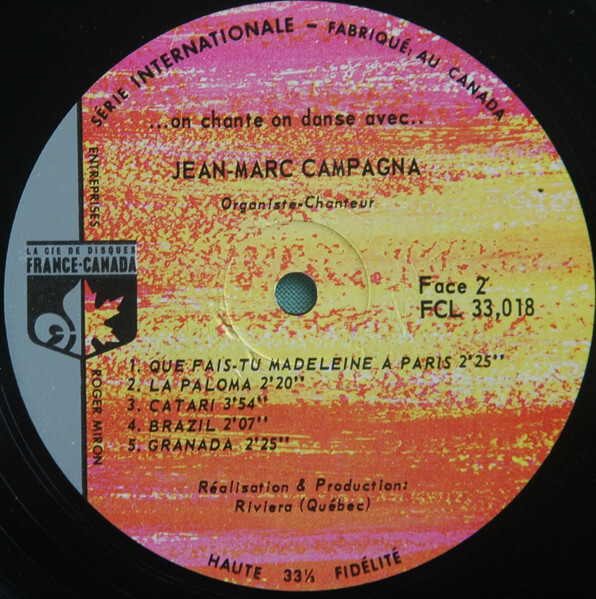 SÉRIE INTERNATIONALE - FABRIQUÉ: AU CANADA
...on chante on danse avec..
JEAN-MARC CAMPAGNA
Organiste-Chanteur
ENTREPRISES
LA CIE DE DISQUES
FRANCE-CANADA
ROGER MIRON
Face 2
FCL 33,018
1. QUE FAIS-TU MADELEINE A PARIS 2'25''
2. LA PALOMA 2'20''
3. CATARI 3'54''
4. BRAZIL 2'07''
5. GRANADA 2'25''
Réalisation & Production:
Riviera (Québec)
HAUTE 33⅓ FIDÉLITÉ